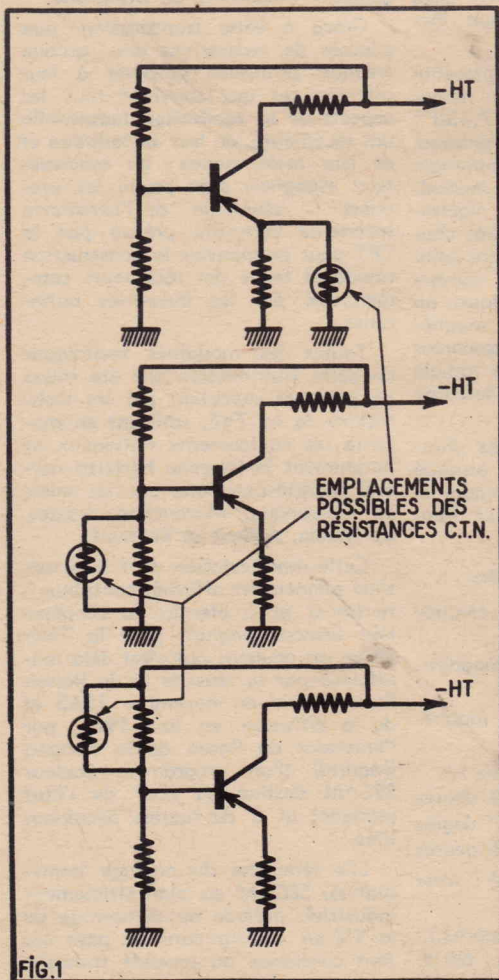 -HT
-HT
EMPLACEMENTS
POSSIBLES DES
RÉSISTANCES C.T.N.
-HT
FIG.1